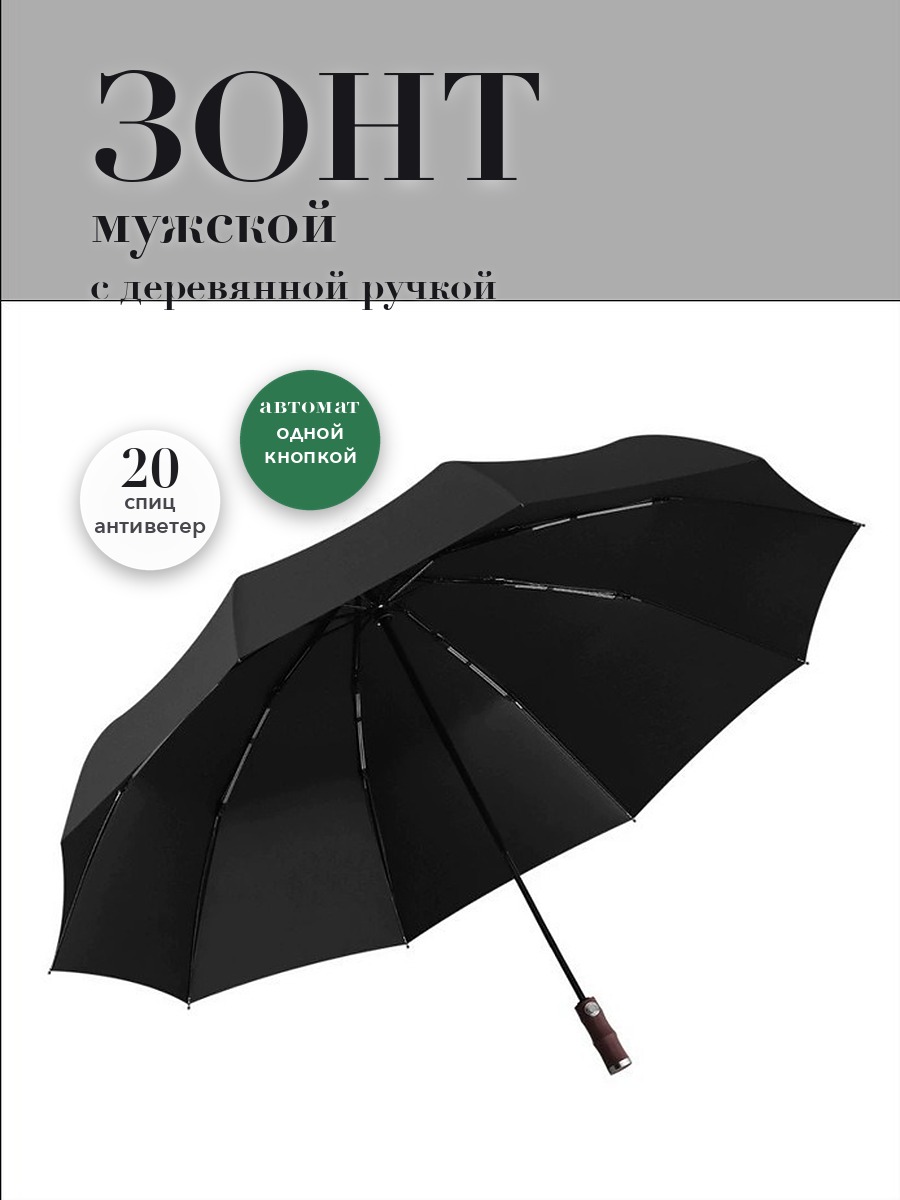 ЗОНТ
мужской
с деревянной ручкой
автомат
одной
кнопкой
20
спиц
антиветер